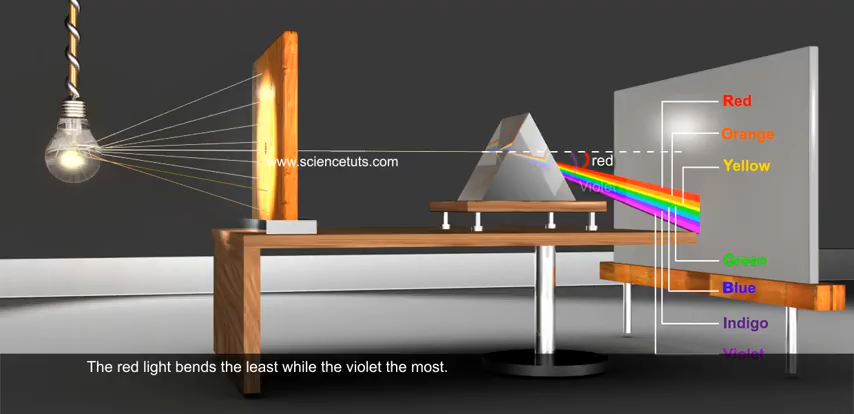 Red
Orange
www.sciencetuts.com
red
Yellow
Violet
Green
Blue
Indigo
Violet
The red light bends the least while the violet the most.